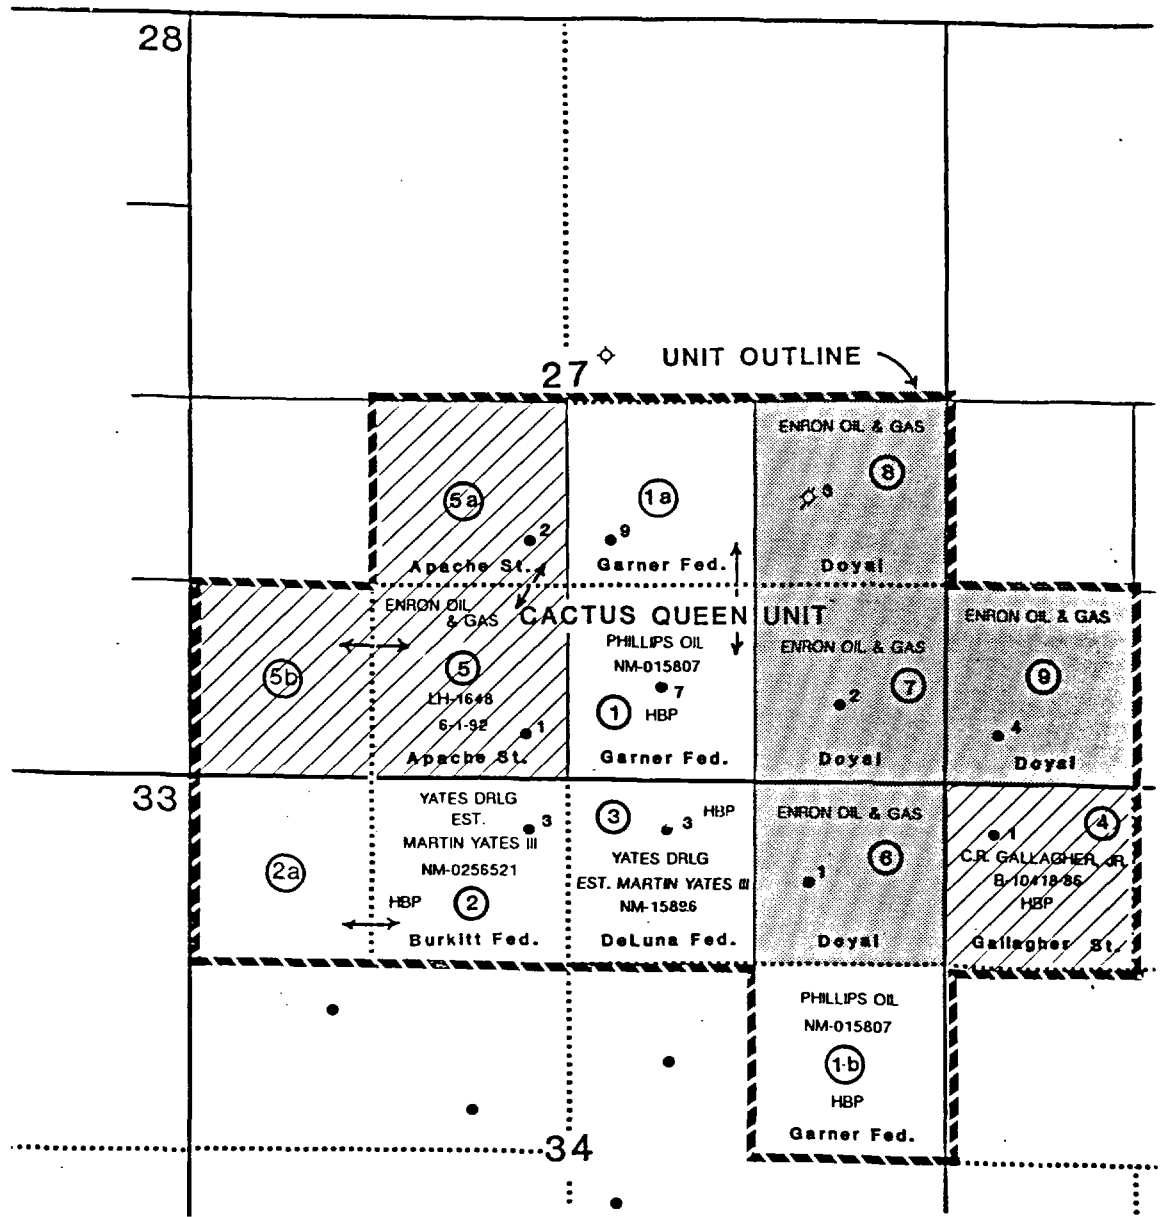 28
27
UNIT OUTLINE
ENRON OIL & GAS
8
5a
1a
2
9
Apache St.
Garner Fed.
Doyal
ENRON OIL
& GAS
CACTUS QUEEN UNIT
ENRON OIL & GAS
PHILLIPS OIL
NM-015807
ENRON OIL & GAS
5b
5
7
9
LH-1648
7
2
1
HBP
6-1-92
1
4
Apache St.
Garner Fed.
Doyal
Doyal
33
YATES DRLG
EST.
MARTIN YATES III
NM-0256521
3
3
3
HBP
YATES DRLG
EST. MARTIN YATES III
NM-15896
ENRON OIL & GAS
6
1
4
1
C.R. GALLAGHER, JR.
B-10418-86
HBP
2a
HBP
2
Burkitt Fed.
DeLuna Fed.
Doyal
Gallagher St.
PHILLIPS OIL
NM-015807
1-b
HBP
Garner Fed.
34